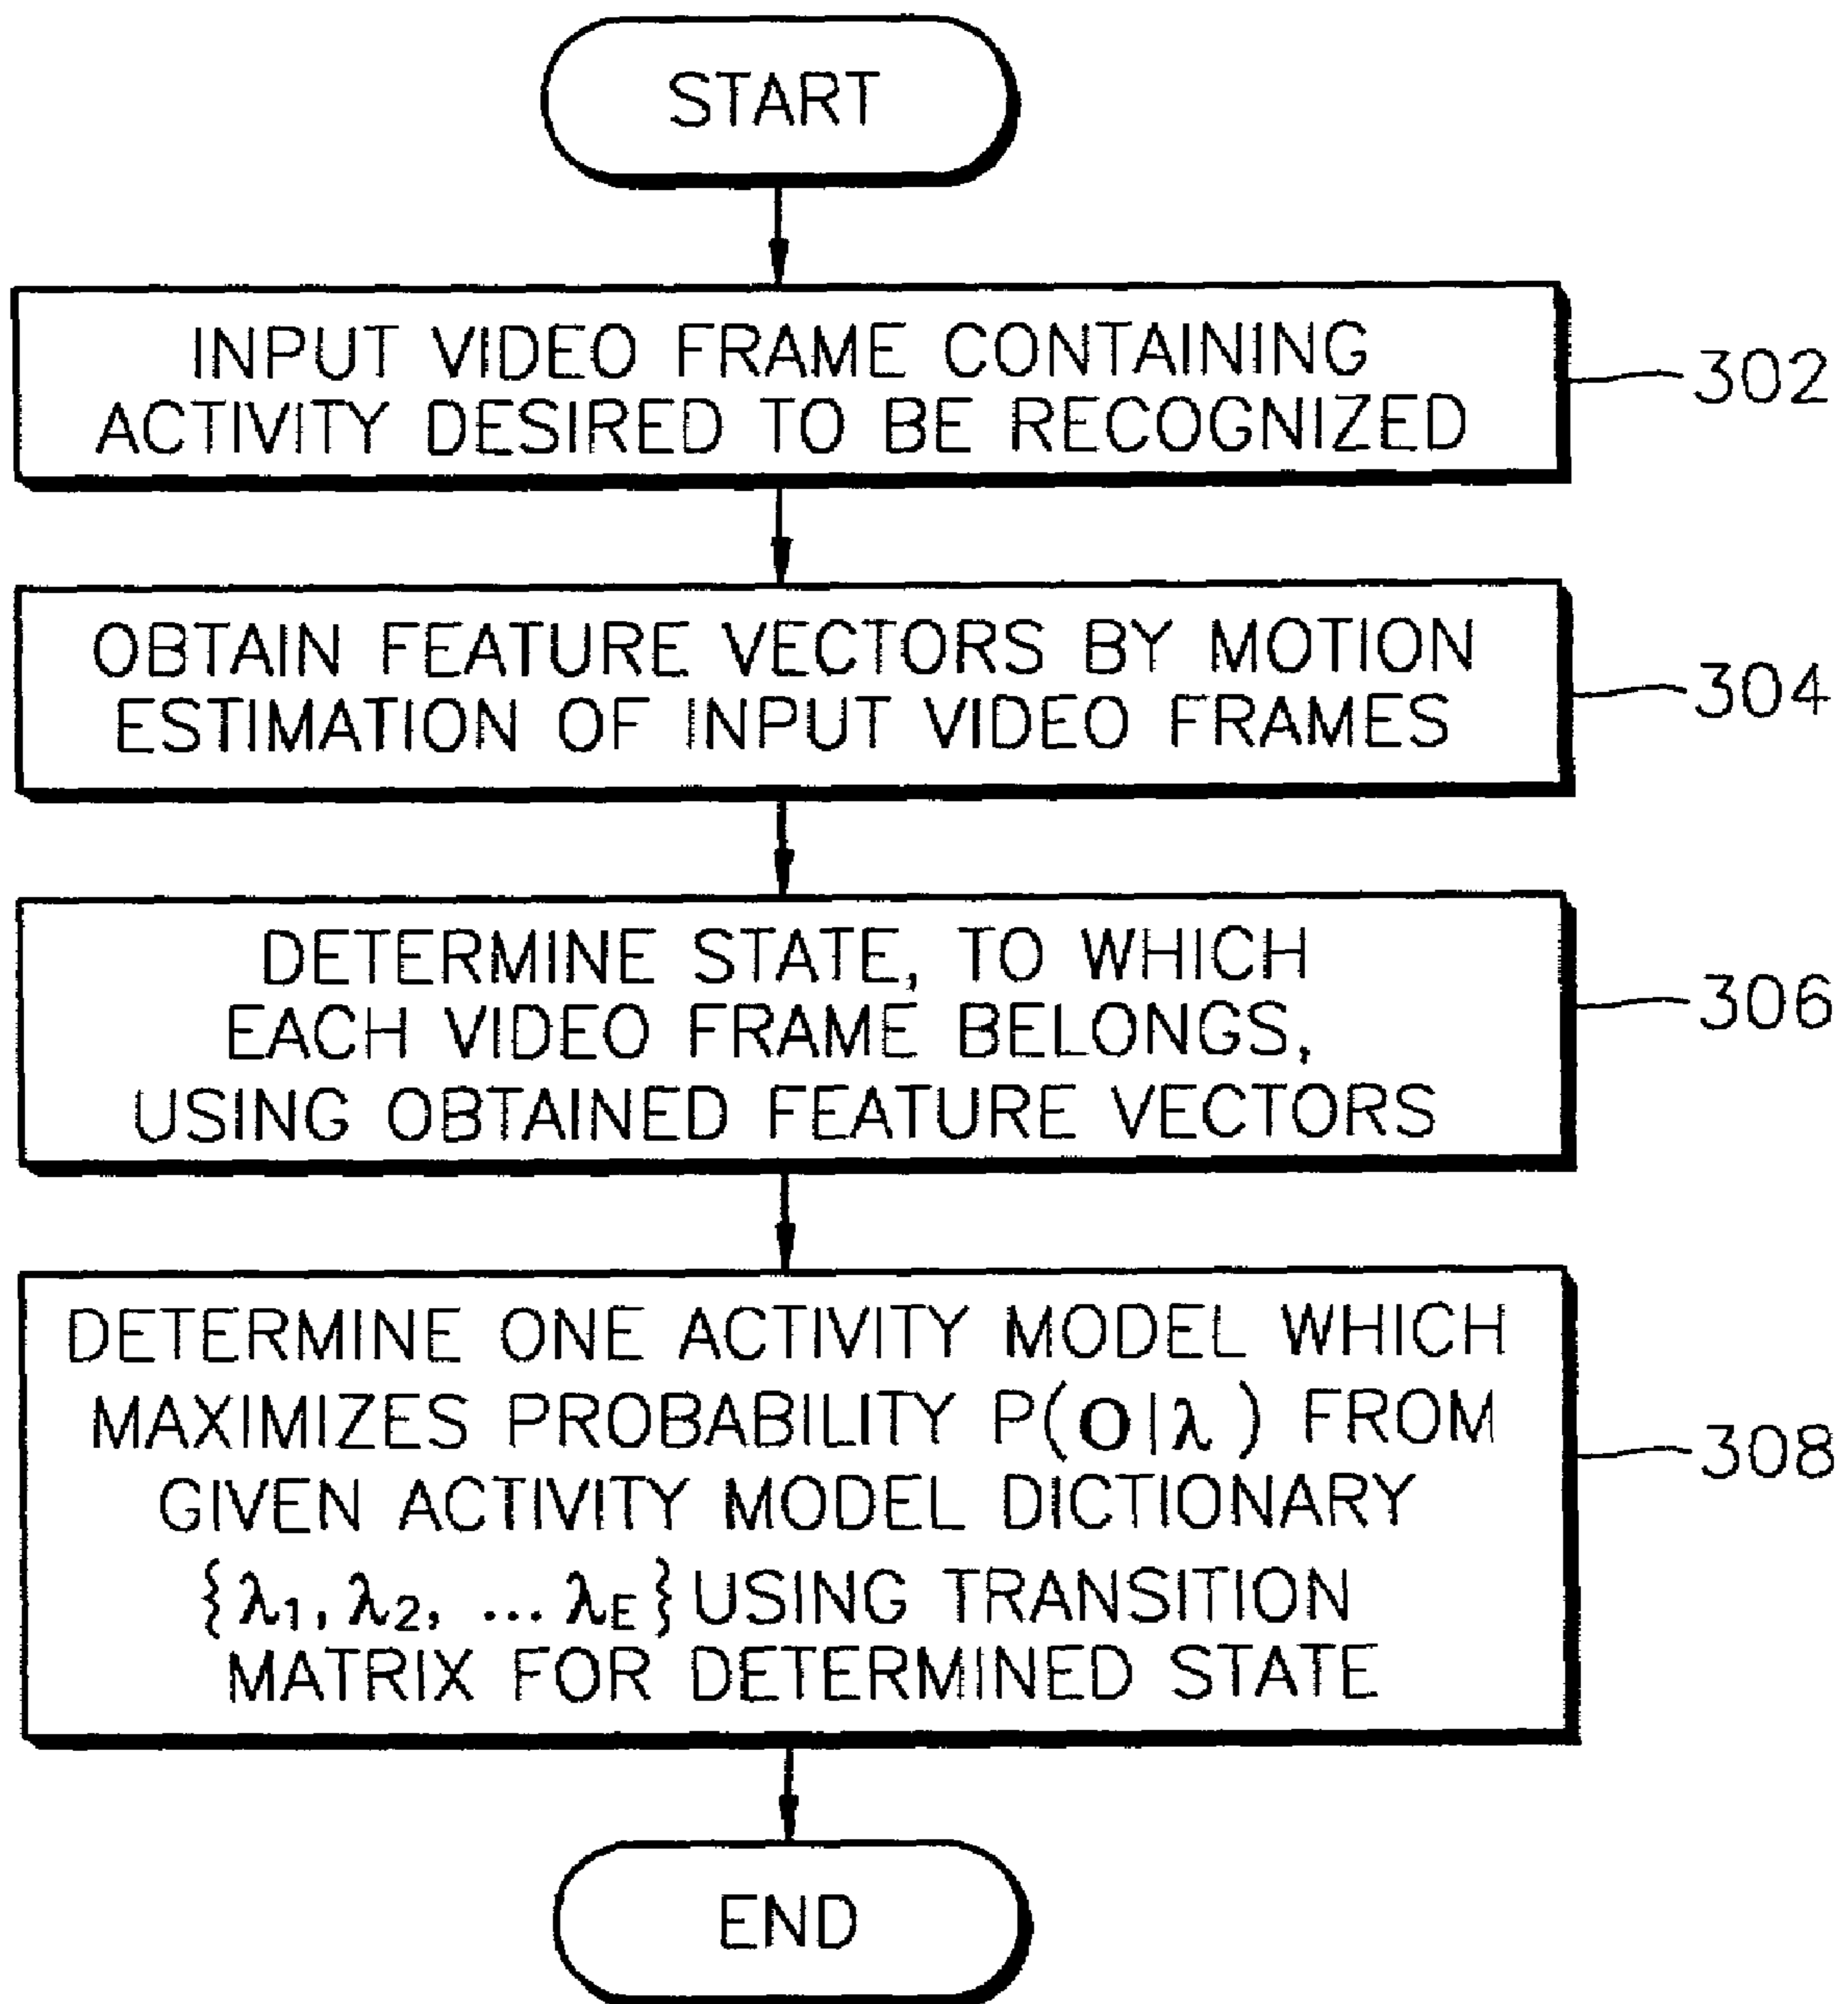 START
INPUT VIDEO FRAME CONTAINING
ACTIVITY DESIRED TO BE RECOGNIZED
302
OBTAIN FEATURE VECTORS BY MOTION
ESTIMATION OF INPUT VIDEO FRAMES
304
DETERMINE STATE, TO WHICH
EACH VIDEO FRAME BELONGS,
USING OBTAINED FEATURE VECTORS
306
DETERMINE ONE ACTIVITY MODEL WHICH
MAXIMIZES PROBABILITY P(O|λ) FROM
GIVEN ACTIVITY MODEL DICTIONARY
{λ1, λ2, ... λE} USING TRANSITION
MATRIX FOR DETERMINED STATE
308
END